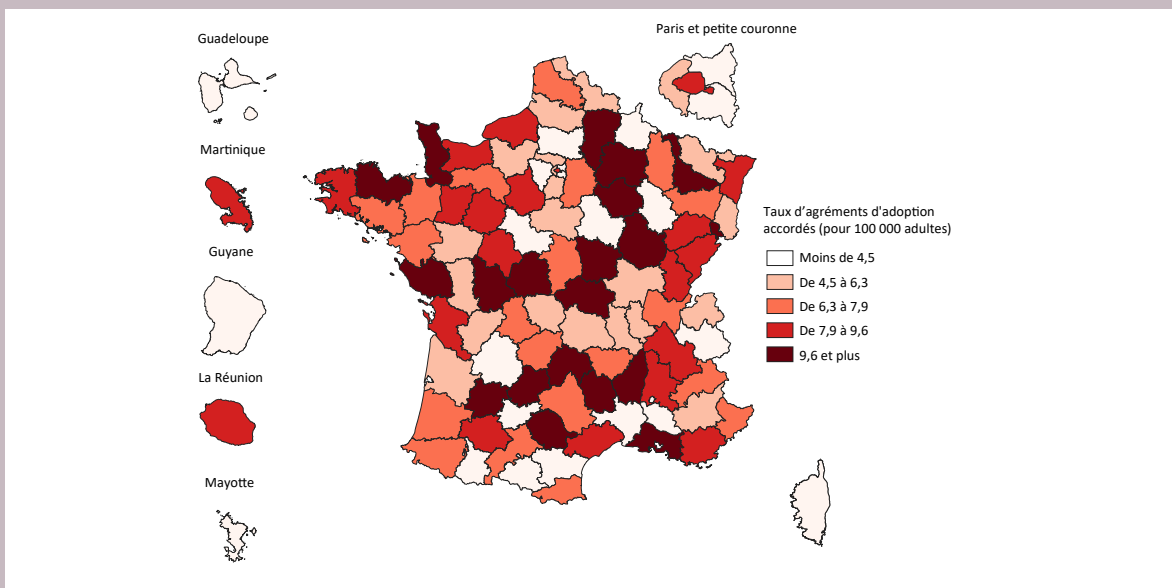 Guadeloupe
Paris et petite couronne
Martinique
Guyane
La Réunion
Mayotte
Taux d’agréments d'adoption
accordés (pour 100 000 adultes)
Moins de 4,5
De 4,5 à 6,3
De 6,3 à 7,9
De 7,9 à 9,6
9,6 et plus